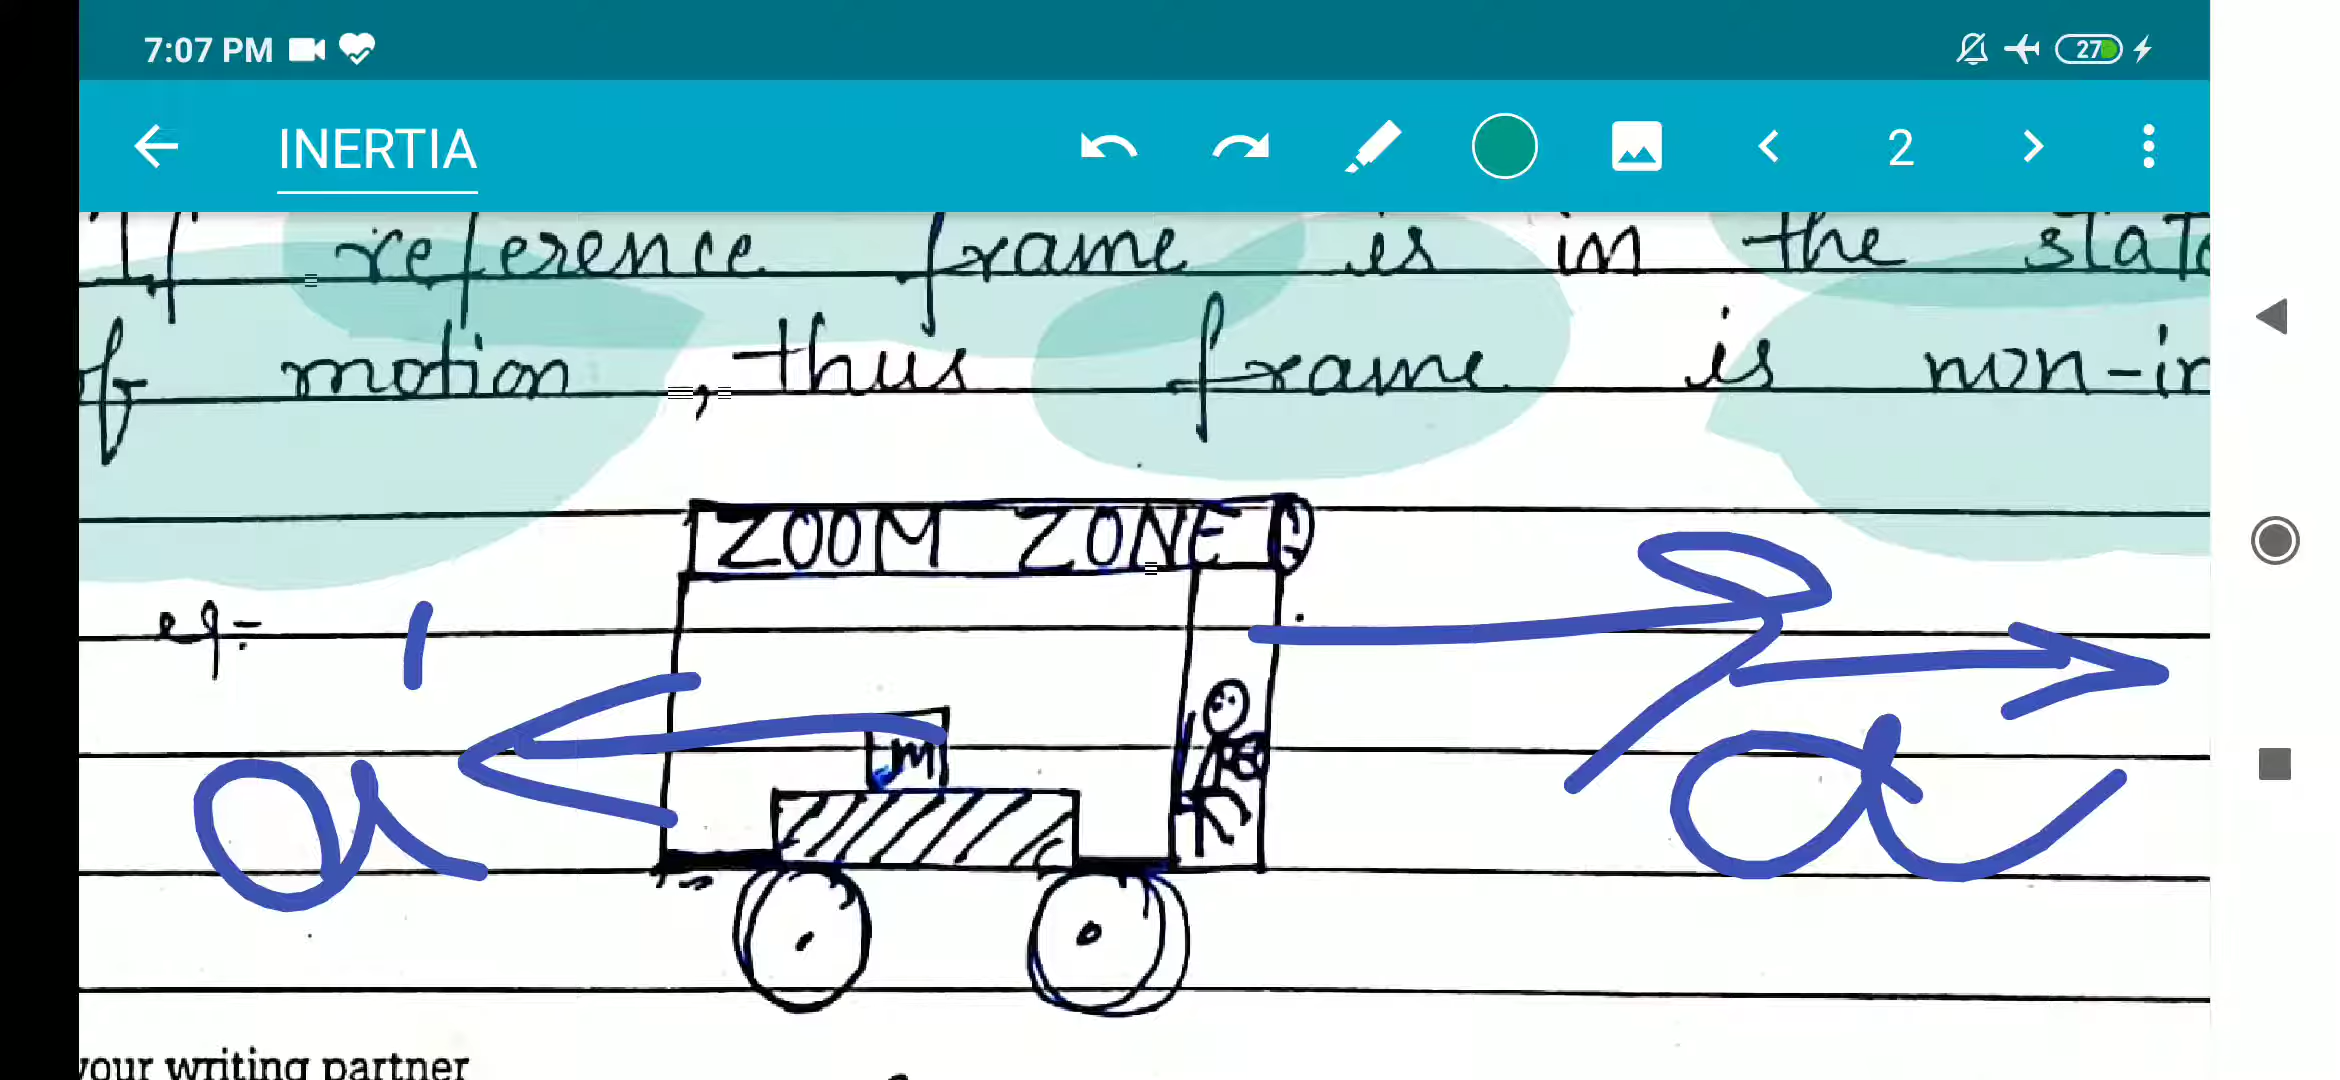 7:07 PM 27
INERTIA 2
If reference frame is in the state
of motion, thus frame is non-in
ZOOM ZONE
eg:-
m
a a
your writing partner